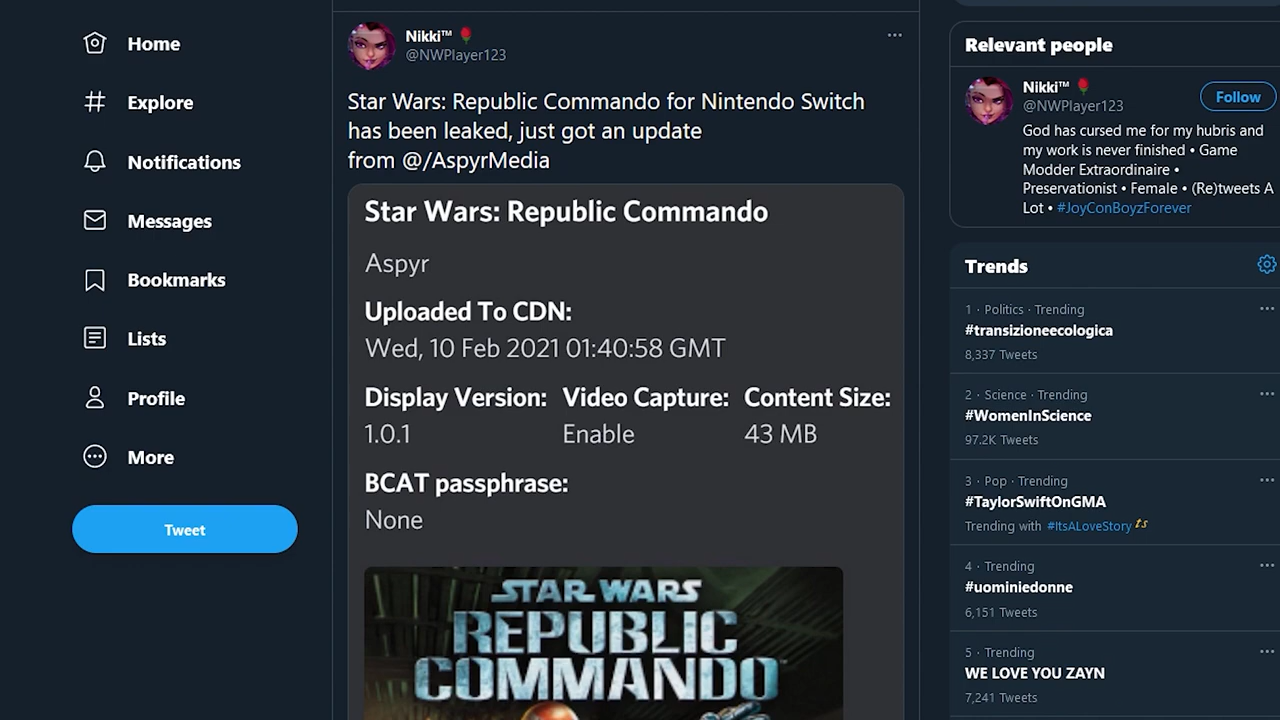 Home
Explore
Notifications
Messages
Bookmarks
Lists
Profile
More
Tweet
Nikki™ 🌹
@NWPlayer123
Star Wars: Republic Commando for Nintendo Switch
has been leaked, just got an update
from @/AspyrMedia
Star Wars: Republic Commando
Aspyr
Uploaded To CDN:
Wed, 10 Feb 2021 01:40:58 GMT
Display Version: Video Capture: Content Size:
1.0.1 Enable 43 MB
BCAT passphrase:
None
STAR WARS
REPUBLIC
COMMANDO™
Relevant people
Nikki™ 🌹
@NWPlayer123
Follow
God has cursed me for my hubris and
my work is never finished • Game
Modder Extraordinaire •
Preservationist • Female • (Re)tweets A
Lot • #JoyConBoyzForever
Trends
1 · Politics · Trending
#transizioneecologica
8,337 Tweets
2 · Science · Trending
#WomenInScience
97.2K Tweets
3 · Pop · Trending
#TaylorSwiftOnGMA
Trending with #ItsALoveStory ts
4 · Trending
#uominiedonne
6,151 Tweets
5 · Trending
WE LOVE YOU ZAYN
7,241 Tweets